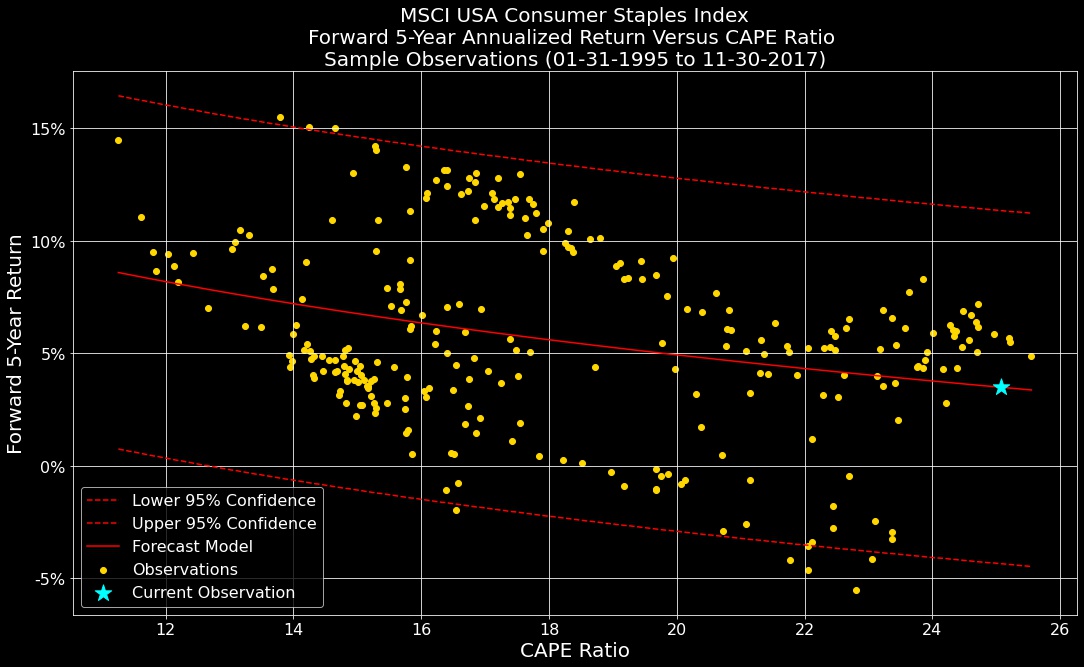 MSCI USA Consumer Staples Index
Forward 5-Year Annualized Return Versus CAPE Ratio
Sample Observations (01-31-1995 to 11-30-2017)
Forward 5-Year Return
15%
10%
5%
0%
-5%
Lower 95% Confidence
Upper 95% Confidence
Forecast Model
Observations
Current Observation
12 14 16 18 20 22 24 26
CAPE Ratio